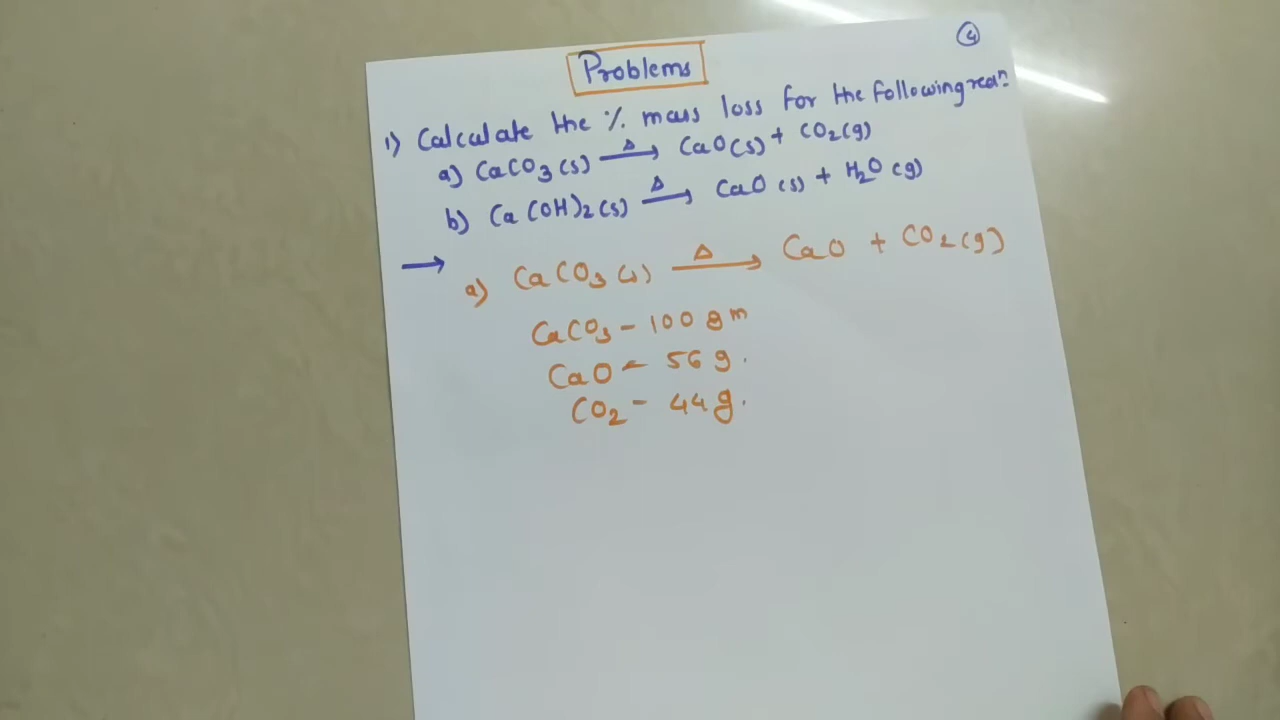 ④
Problems
1) Calculate the % mass loss for the following reaⁿ.
a) CaCO₃(s) —Δ→ CaO(s) + CO₂(g)
b) Ca(OH)₂(s) —Δ→ CaO(s) + H₂O(g)
→ a) CaCO₃(s) —Δ→ CaO + CO₂(g)
CaCO₃ – 100 gm
CaO – 56 g.
CO₂ – 44 g.